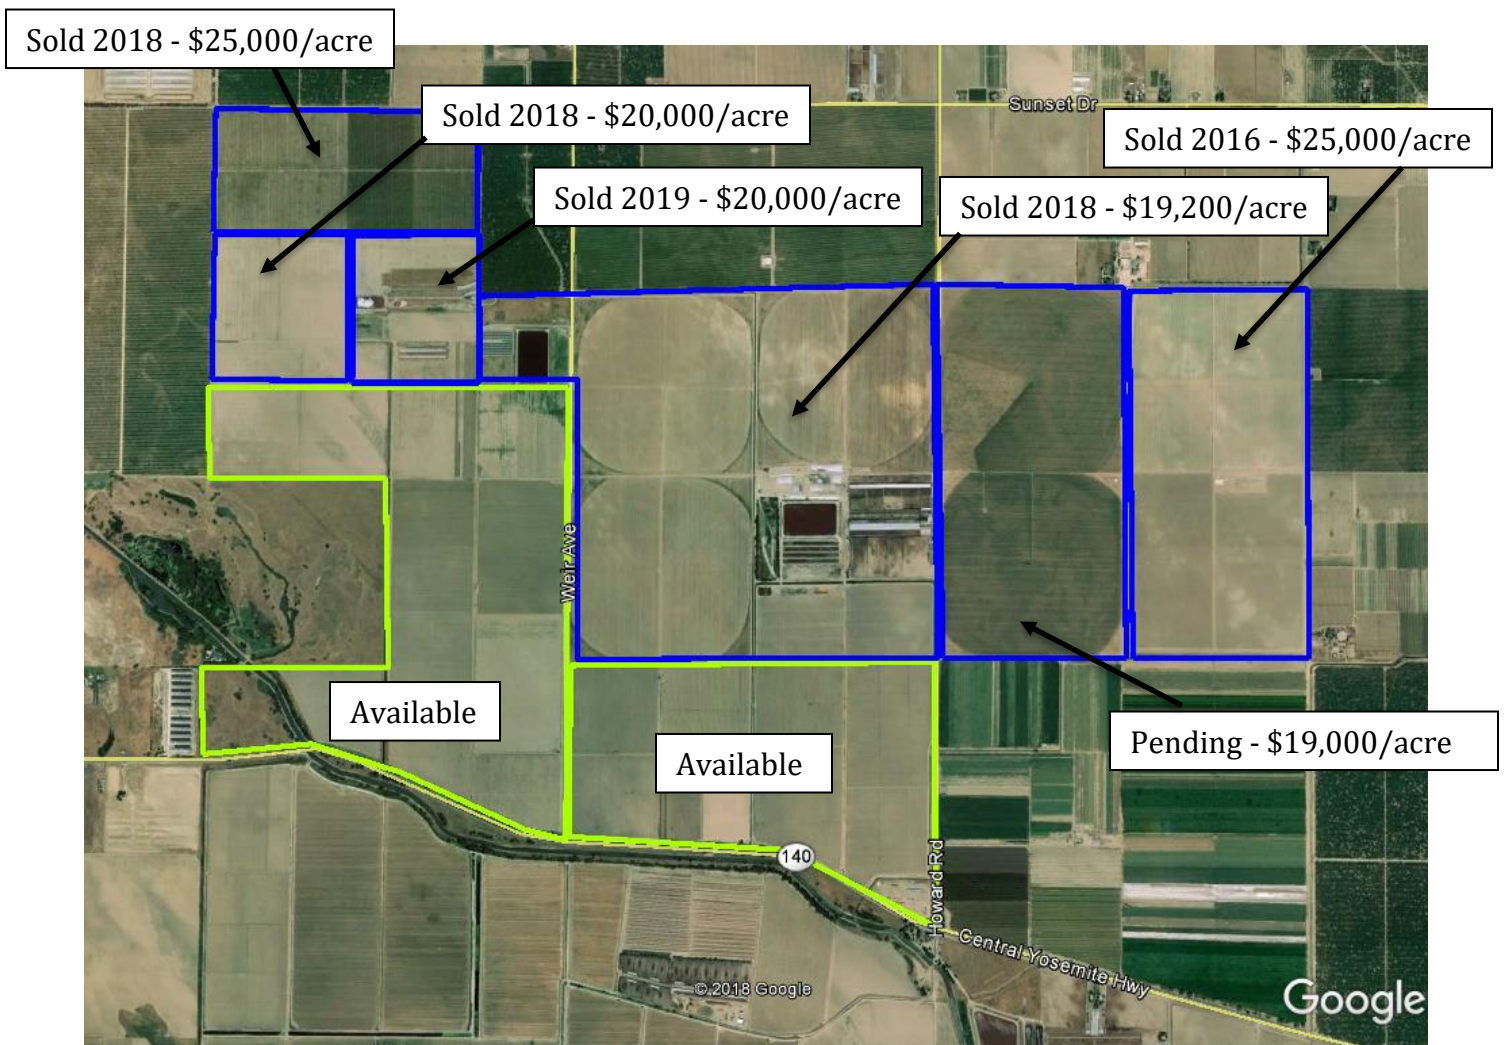 Sold 2018 - $25,000/acre
Sold 2018 - $20,000/acre
Sunset Dr
Sold 2016 - $25,000/acre
Sold 2019 - $20,000/acre
Sold 2018 - $19,200/acre
Weir Ave
Available
Available
Pending - $19,000/acre
140
Howard Rd
Central Yosemite Hwy
© 2018 Google
Google